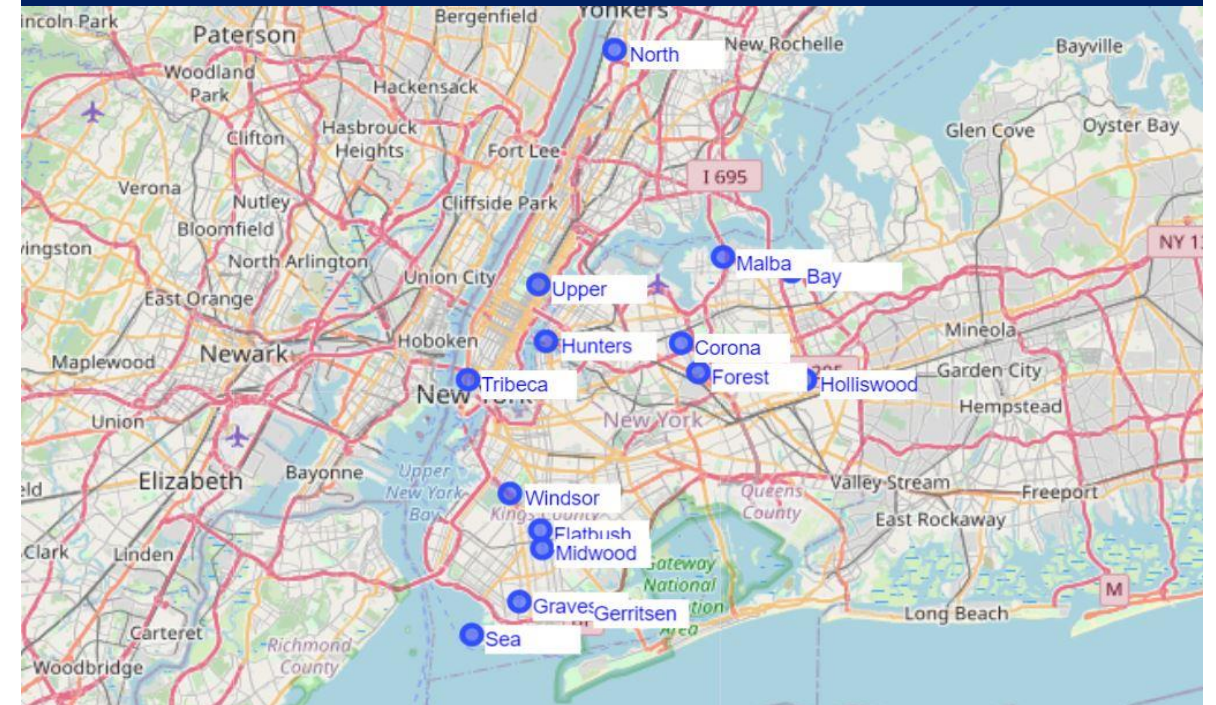 incoln Park
Paterson
Bergenfield
Yonkers
North
New Rochelle
Bayville
Woodland
Park
Hackensack
Clifton
Hasbrouck
Heights
Fort Lee
Glen Cove
Oyster Bay
I 695
Verona
Nutley
Cliffside Park
Bloomfield
vingston
North Arlington
Union City
Upper
Malba
Bay
East Orange
Hoboken
Hunters
Corona
Mineola
Maplewood
Newark
Tribeca
Forest
Holliswood
Garden City
New York
Union
New York
Hempstead
Elizabeth
Bayonne
Upper
New York
Bay
Windsor
Kings County
Queens
County
Valley Stream
Freeport
Flatbush
Midwood
East Rockaway
Clark
Linden
Gateway
National
Area
Graves
Gerritsen
M
Long Beach
Carteret
Sea
Richmond
County
Woodbridge